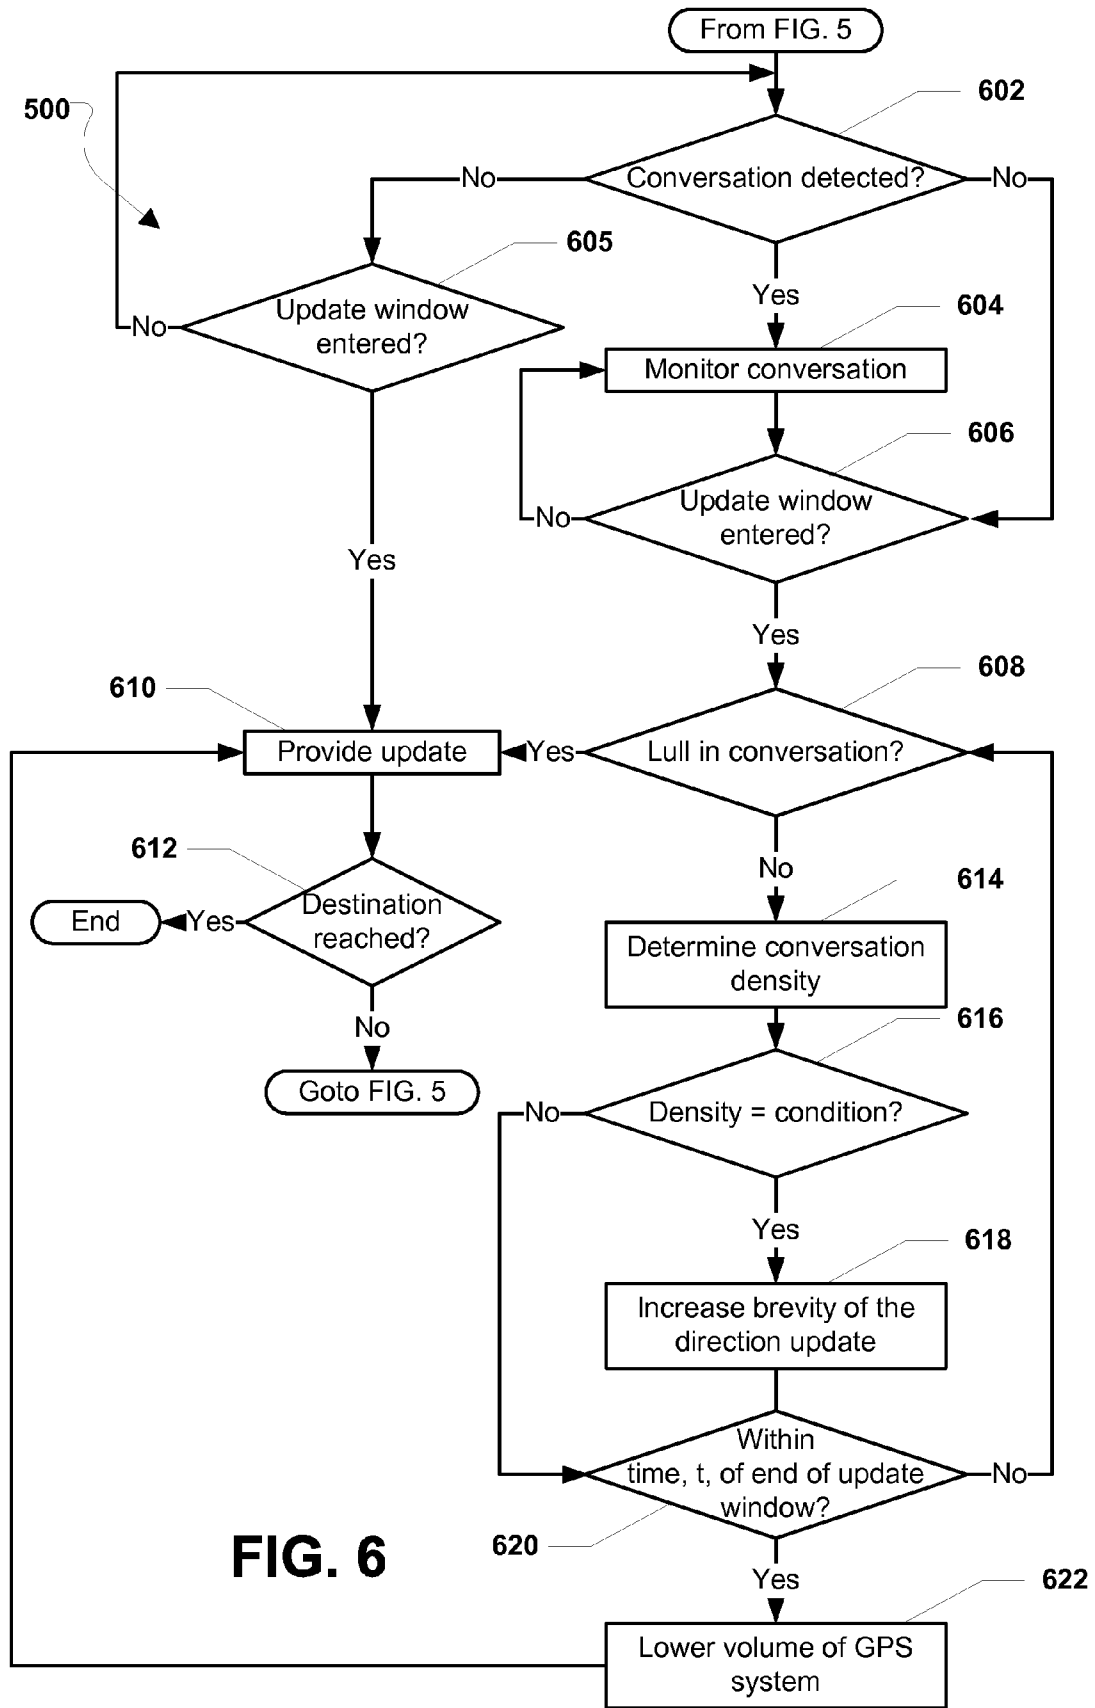 From FIG. 5
500
602
Conversation detected?
No
No
605
Update window
entered?
No
Yes
604
Monitor conversation
606
Update window
entered?
No
Yes
Yes
608
610
Provide update
Yes
Lull in conversation?
612
No
Destination
reached?
Yes
End
614
Determine conversation
density
No
616
Goto FIG. 5
Density = condition?
No
Yes
618
Increase brevity of the
direction update
Within
time, t, of end of update
window?
No
620
FIG. 6
Yes
622
Lower volume of GPS
system